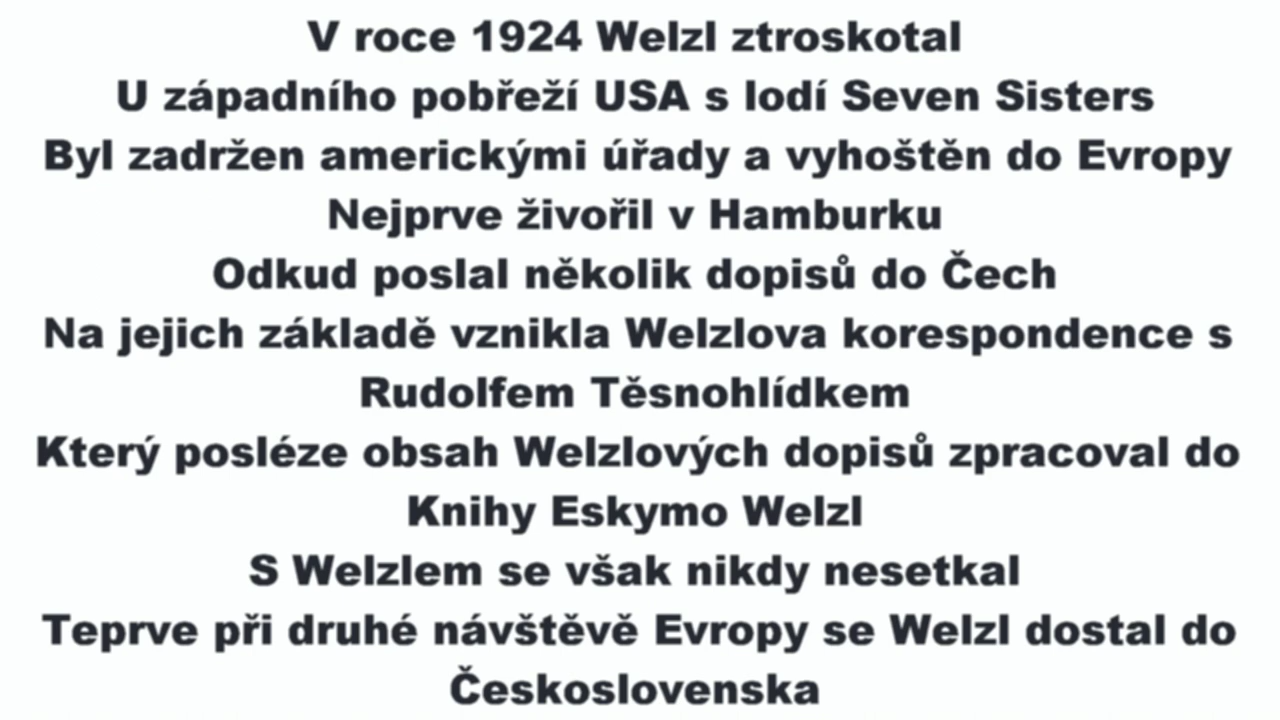 V roce 1924 Welzl ztroskotal
U západního pobřeží USA s lodí Seven Sisters
Byl zadržen americkými úřady a vyhoštěn do Evropy
Nejprve živořil v Hamburku
Odkud poslal několik dopisů do Čech
Na jejich základě vznikla Welzlova korespondence s
Rudolfem Těsnohlídkem
Který posléze obsah Welzlových dopisů zpracoval do
Knihy Eskymo Welzl
S Welzlem se však nikdy nesetkal
Teprve při druhé návštěvě Evropy se Welzl dostal do
Československa